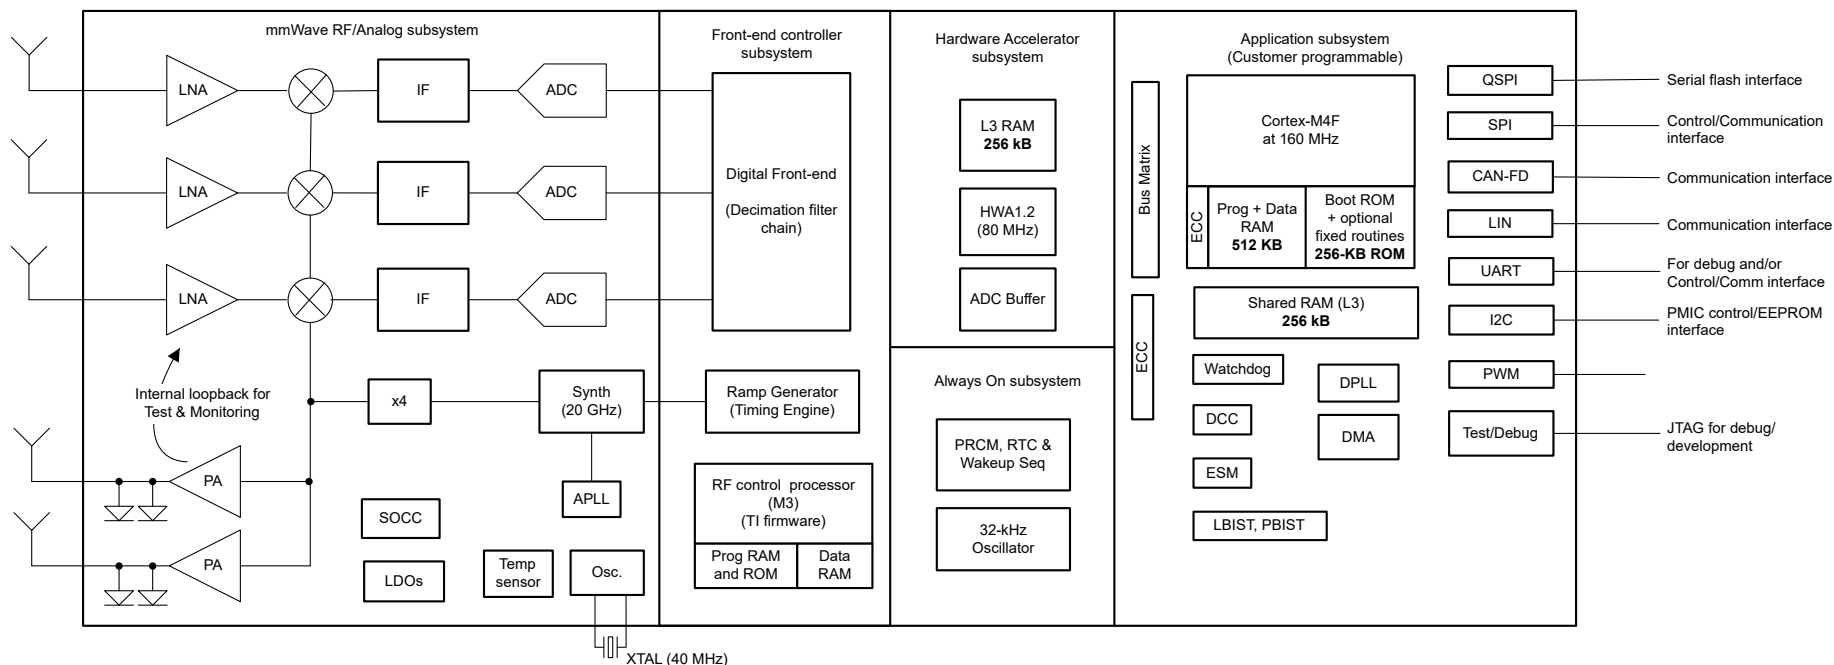 mmWave RF/Analog subsystem
LNA
IF
ADC
LNA
IF
ADC
LNA
IF
ADC
Internal loopback for
Test & Monitoring
x4
Synth
(20 GHz)
PA
APLL
SOCC
PA
LDOs
Temp
sensor
Osc.
XTAL (40 MHz)
Front-end controller
subsystem
Digital Front-end
(Decimation filter
chain)
Ramp Generator
(Timing Engine)
RF control processor
(M3)
(TI firmware)
Prog RAM
and ROM
Data
RAM
Hardware Accelerator
subsystem
L3 RAM
256 kB
HWA1.2
(80 MHz)
ADC Buffer
Always On subsystem
PRCM, RTC &
Wakeup Seq
32-kHz
Oscillator
Application subsystem
(Customer programmable)
Bus Matrix
Cortex-M4F
at 160 MHz
ECC
Prog + Data
RAM
512 KB
Boot ROM
+ optional
fixed routines
256-KB ROM
Shared RAM (L3)
256 kB
ECC
Watchdog
DPLL
DCC
DMA
ESM
LBIST, PBIST
QSPI
Serial flash interface
SPI
Control/Communication
interface
CAN-FD
Communication interface
LIN
Communication interface
UART
For debug and/or
Control/Comm interface
I2C
PMIC control/EEPROM
interface
PWM
Test/Debug
JTAG for debug/
development